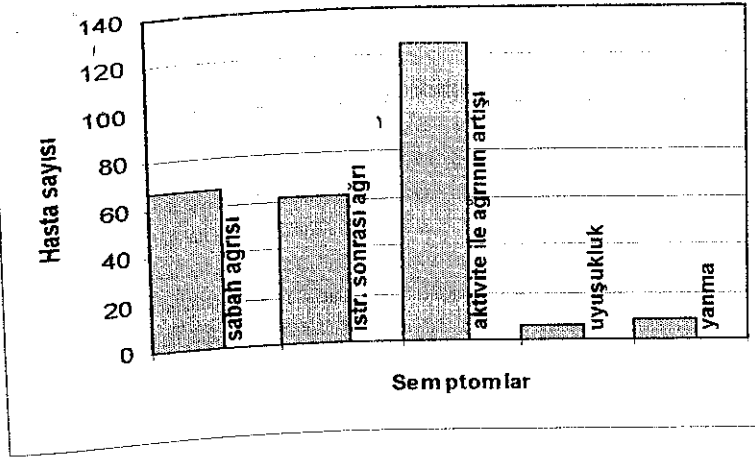 140
120
100
80
60
40
20
0
Hasta sayısı
sabah ağrısı
istr. sonrası ağrı
aktivite ile ağrının artışı
uyuşukluk
yanma
Semptomlar